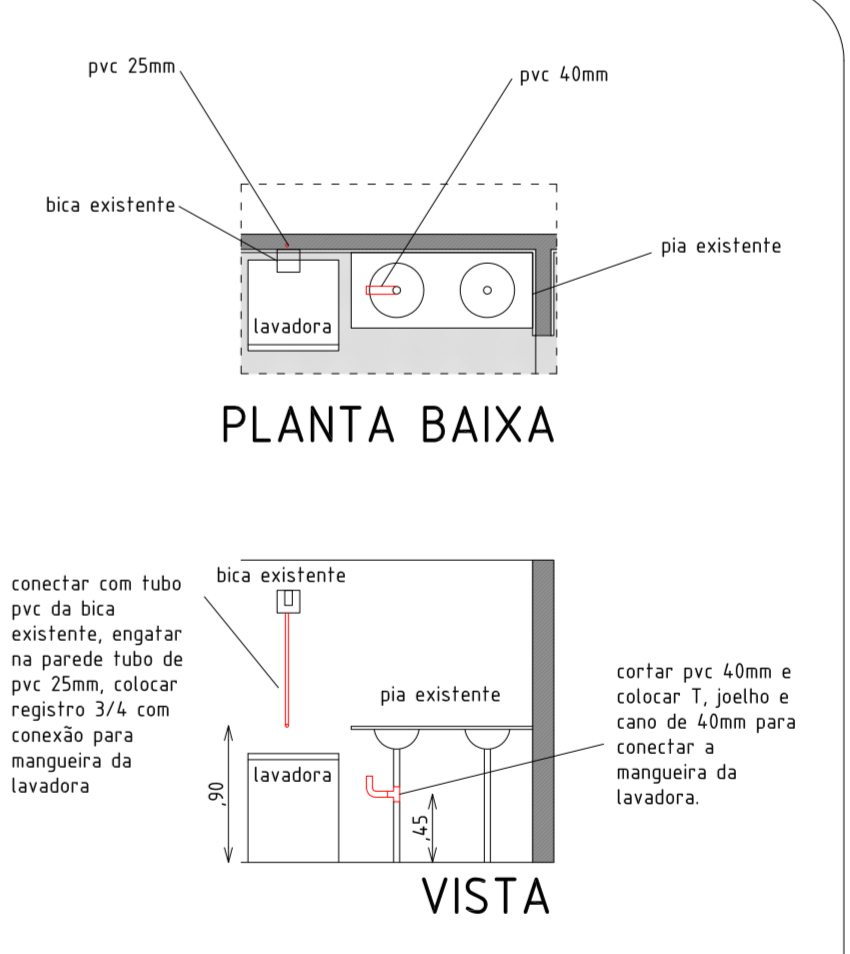 pvc 25mm
pvc 40mm
bica existente
pia existente
lavadora
PLANTA BAIXA
conectar com tubo
pvc da bica
existente, engatar
na parede tubo de
pvc 25mm, colocar
registro 3/4 com
conexão para
mangueira da
lavadora
bica existente
pia existente
lavadora
,90
,45
cortar pvc 40mm e
colocar T, joelho e
cano de 40mm para
conectar a
mangueira da
lavadora.
VISTA